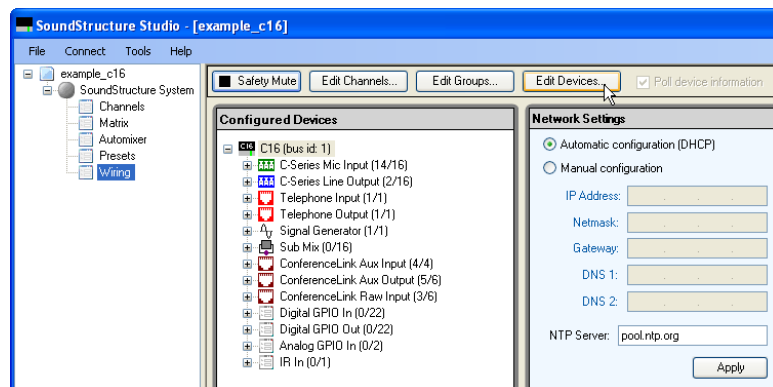 SoundStructure Studio - [example_c16]
File Connect Tools Help
example_c16
SoundStructure System
Channels
Matrix
Automixer
Presets
Wiring
Safety Mute Edit Channels... Edit Groups... Edit Devices... Poll device information
Configured Devices
C16 C16 (bus id: 1)
C-Series Mic Input (14/16)
C-Series Line Output (2/16)
Telephone Input (1/1)
Telephone Output (1/1)
Signal Generator (1/1)
Sub Mix (0/16)
ConferenceLink Aux Input (4/4)
ConferenceLink Aux Output (5/6)
ConferenceLink Raw Input (3/6)
Digital GPIO In (0/22)
Digital GPIO Out (0/22)
Analog GPIO In (0/2)
IR In (0/1)
Network Settings
Automatic configuration (DHCP)
Manual configuration
IP Address: . . .
Netmask: . . .
Gateway: . . .
DNS 1: . . .
DNS 2: . . .
NTP Server: pool.ntp.org
Apply